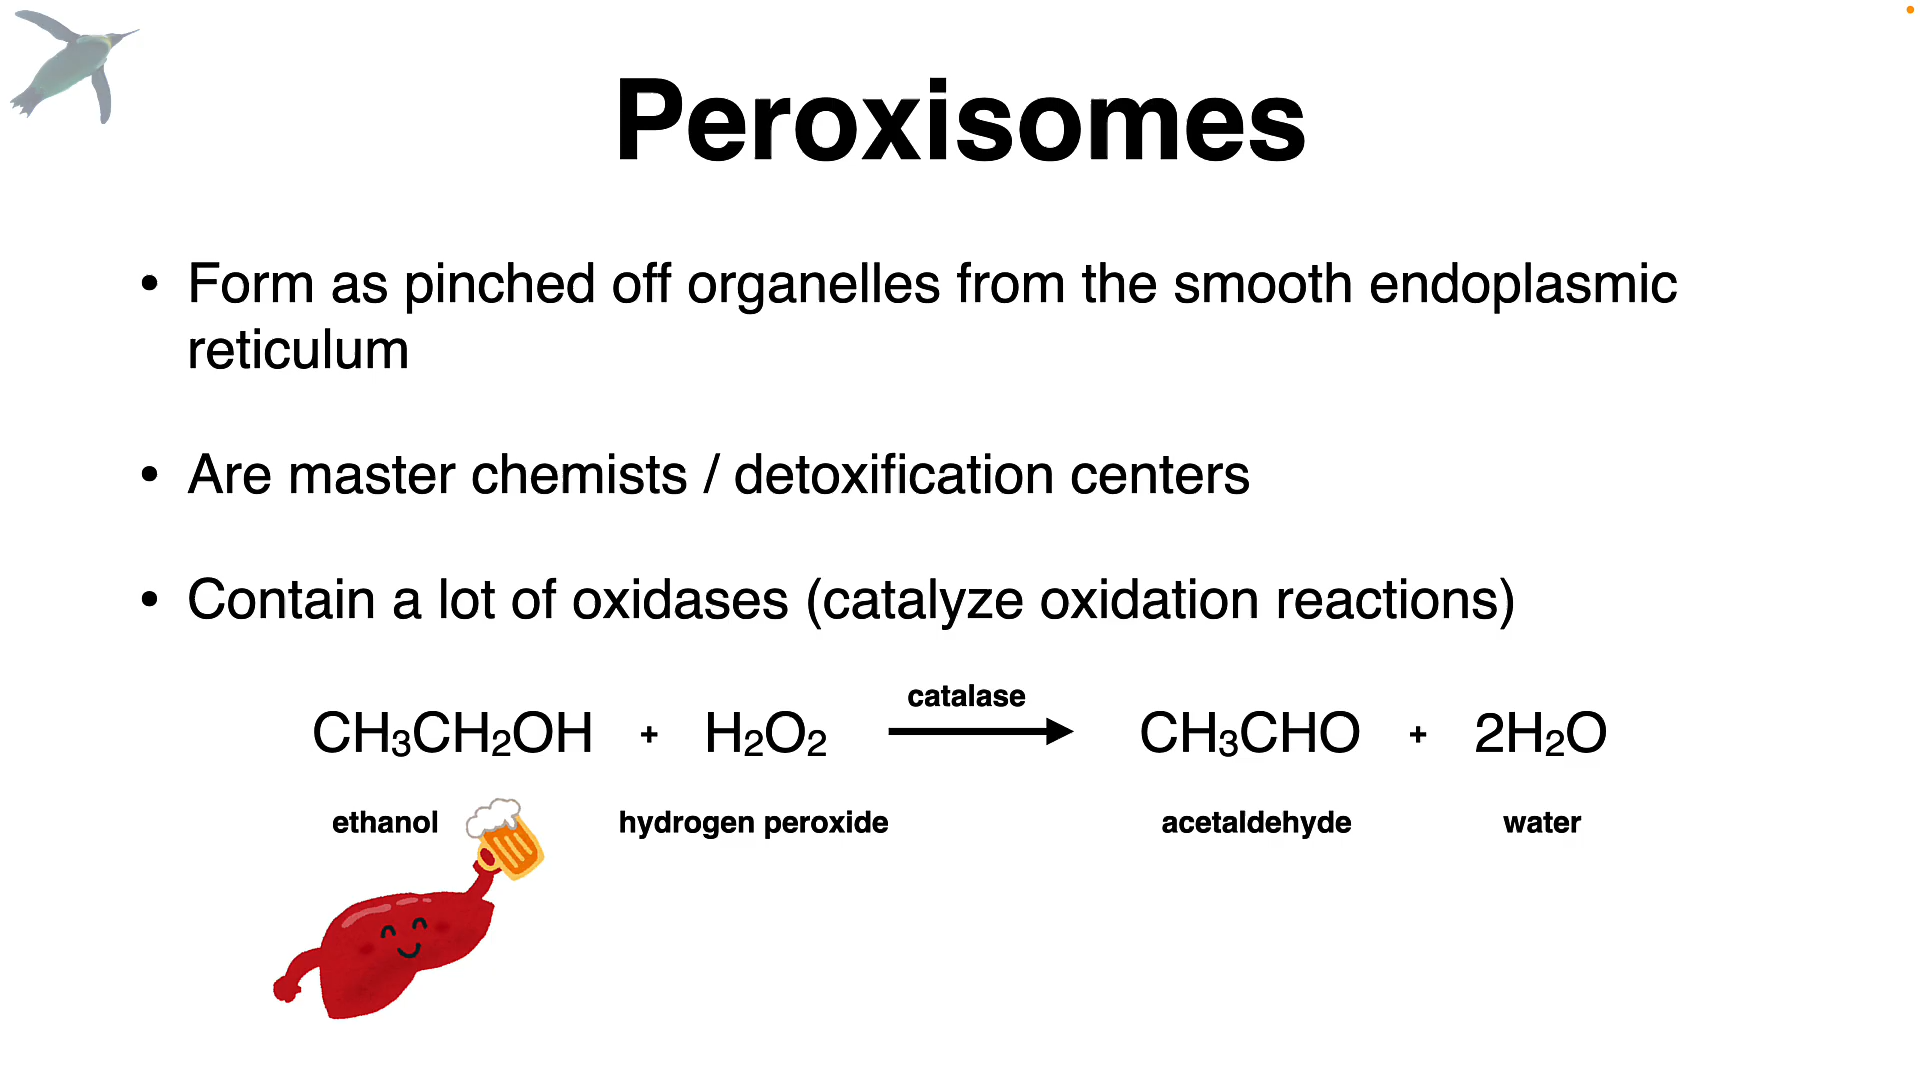 Peroxisomes
• Form as pinched off organelles from the smooth endoplasmic
reticulum
• Are master chemists / detoxification centers
• Contain a lot of oxidases (catalyze oxidation reactions)
catalase
CH₃CH₂OH + H₂O₂ → CH₃CHO + 2H₂O
ethanol hydrogen peroxide acetaldehyde water